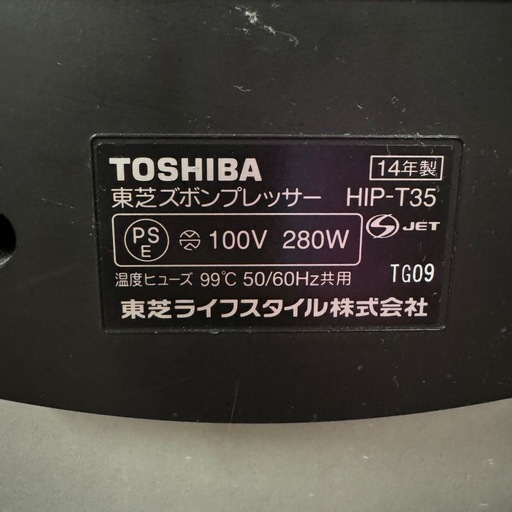 TOSHIBA 14年製
東芝ズボンプレッサー HIP-T35
PSE 100V 280W S JET
温度ヒューズ 99℃ 50/60Hz共用 TG09
東芝ライフスタイル株式会社